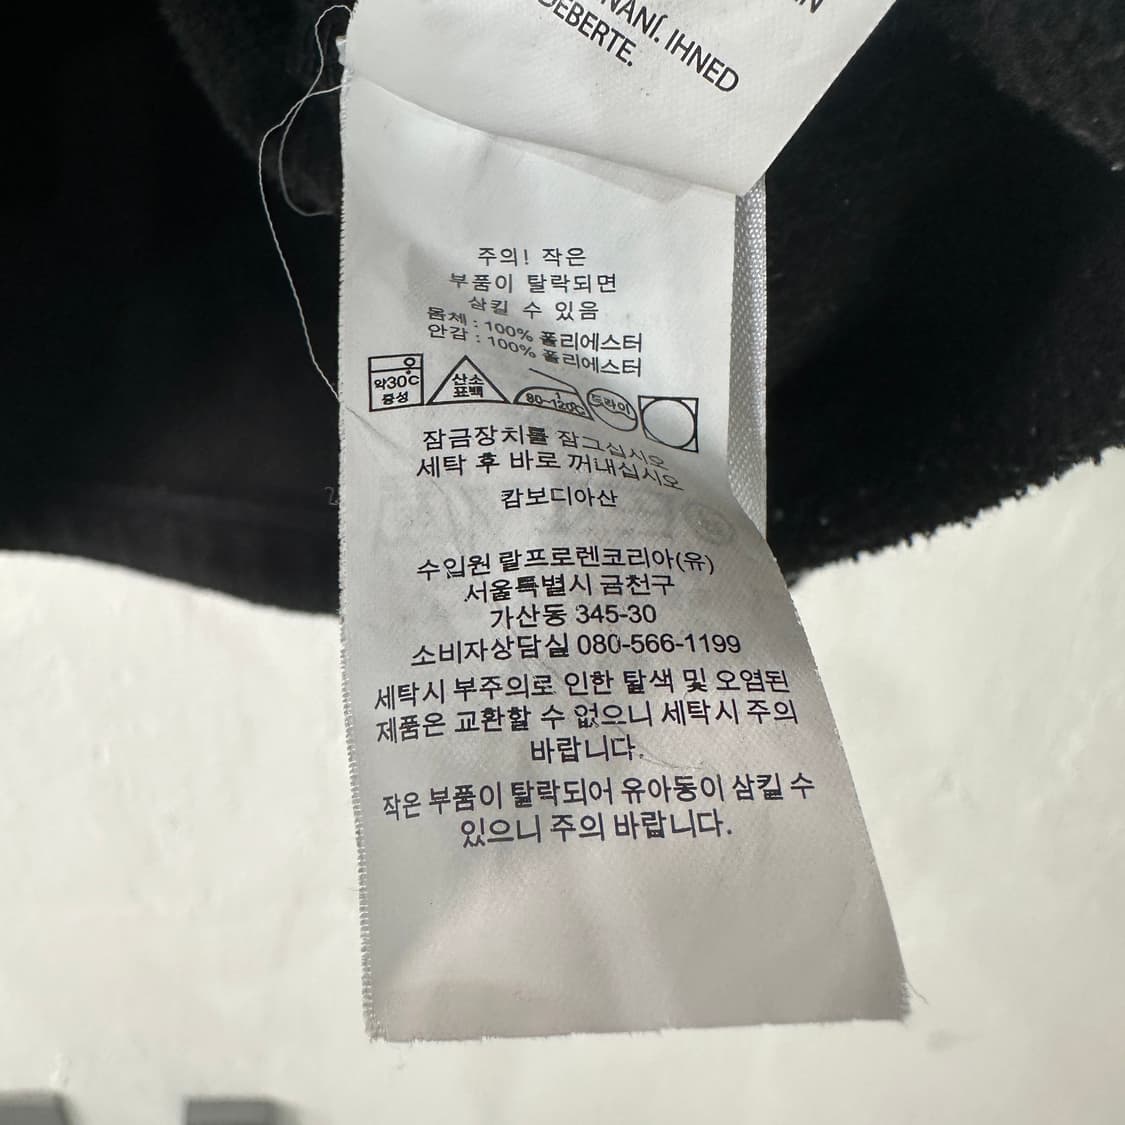 NANÍ. IHNED
DEBERTE.
주의! 작은
부품이 탈락되면
삼킬 수 있음
몸체 : 100% 폴리에스터
안감 : 100% 폴리에스터
약30℃
중성
산소
표백
80~120℃
드라이
잠금장치를 잠그십시오
세탁 후 바로 꺼내십시오
캄보디아산
수입원 랄프로렌코리아(유)
서울특별시 금천구
가산동 345-30
소비자상담실 080-566-1199
세탁시 부주의로 인한 탈색 및 오염된
제품은 교환할 수 없으니 세탁시 주의
바랍니다.
작은 부품이 탈락되어 유아동이 삼킬 수
있으니 주의 바랍니다.